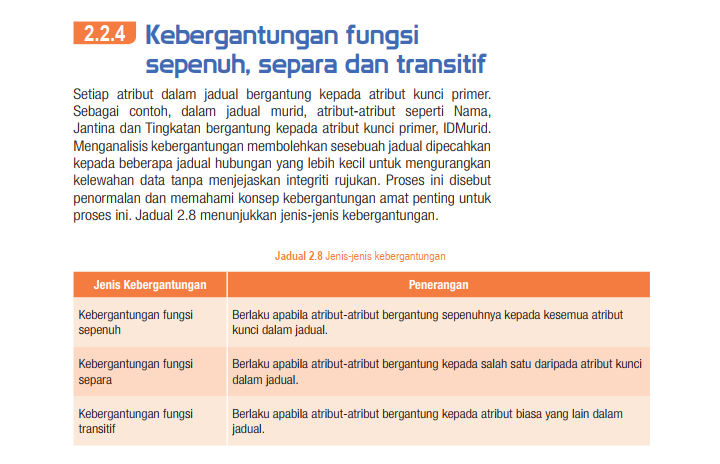 2.2.4 Kebergantungan fungsi
sepenuh, separa dan transitif
Setiap atribut dalam jadual bergantung kepada atribut kunci primer.
Sebagai contoh, dalam jadual murid, atribut-atribut seperti Nama,
Jantina dan Tingkatan bergantung kepada atribut kunci primer, IDMurid.
Menganalisis kebergantungan membolehkan sesebuah jadual dipecahkan
kepada beberapa jadual hubungan yang lebih kecil untuk mengurangkan
kelewahan data tanpa menjejaskan integriti rujukan. Proses ini disebut
penormalan dan memahami konsep kebergantungan amat penting untuk
proses ini. Jadual 2.8 menunjukkan jenis-jenis kebergantungan.
Jadual 2.8 Jenis-jenis kebergantungan
Jenis Kebergantungan Penerangan
Kebergantungan fungsi
sepenuh
Berlaku apabila atribut-atribut bergantung sepenuhnya kepada kesemua atribut
kunci dalam jadual.
Kebergantungan fungsi
separa
Berlaku apabila atribut-atribut bergantung kepada salah satu daripada atribut kunci
dalam jadual.
Kebergantungan fungsi
transitif
Berlaku apabila atribut-atribut bergantung kepada atribut biasa yang lain dalam
jadual.